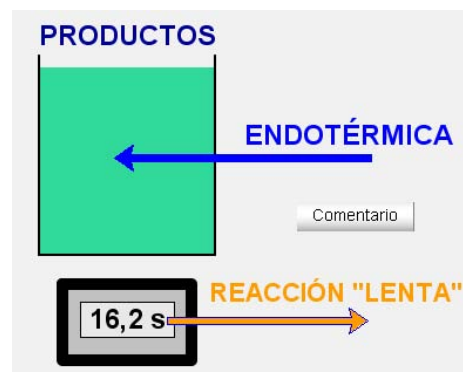 PRODUCTOS
ENDOTÉRMICA
Comentario
REACCIÓN "LENTA"
16,2 s